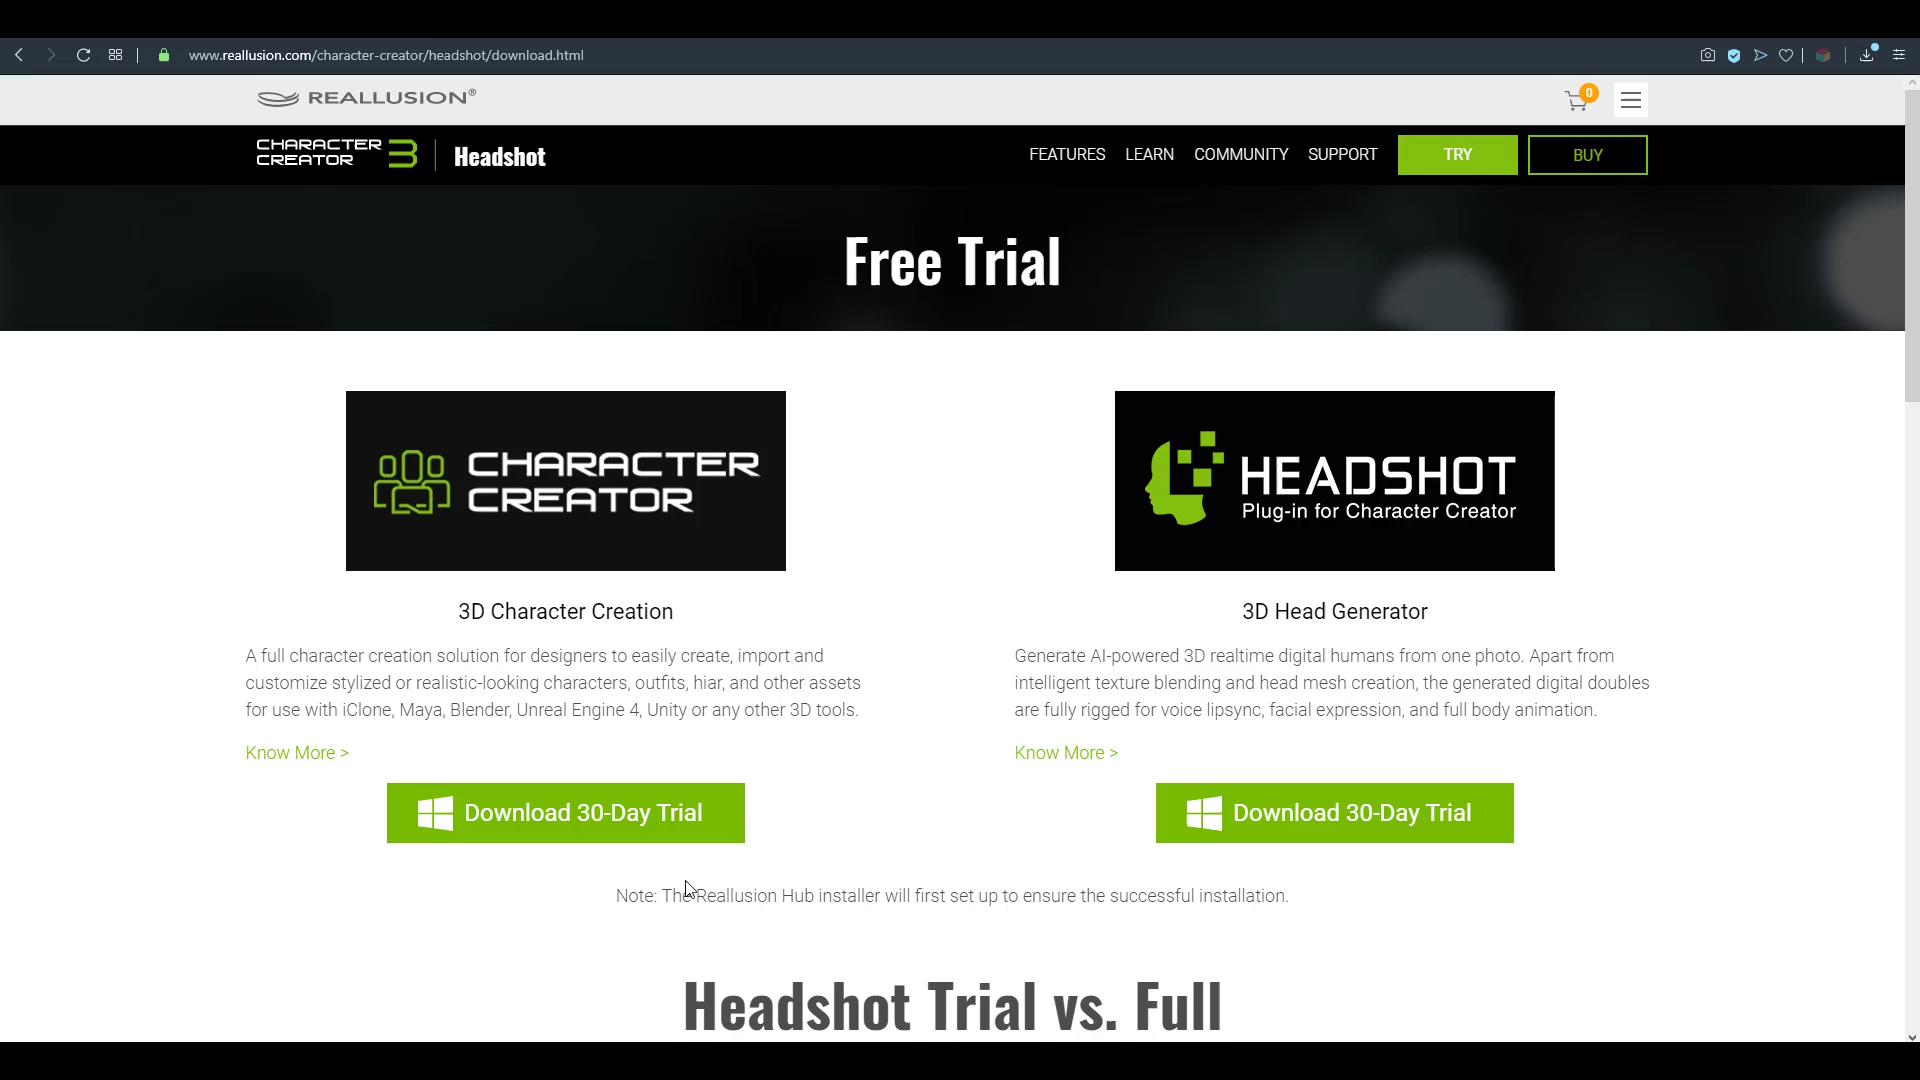 www.reallusion.com/character-creator/headshot/download.html
REALLUSION®
0
CHARACTER
CREATOR 3
Headshot
FEATURES LEARN COMMUNITY SUPPORT TRY BUY
Free Trial
CHARACTER
CREATOR
3D Character Creation
A full character creation solution for designers to easily create, import and
customize stylized or realistic-looking characters, outfits, hiar, and other assets
for use with iClone, Maya, Blender, Unreal Engine 4, Unity or any other 3D tools.
Know More >
Download 30-Day Trial
HEADSHOT
Plug-in for Character Creator
3D Head Generator
Generate AI-powered 3D realtime digital humans from one photo. Apart from
intelligent texture blending and head mesh creation, the generated digital doubles
are fully rigged for voice lipsync, facial expression, and full body animation.
Know More >
Download 30-Day Trial
Note: The Reallusion Hub installer will first set up to ensure the successful installation.
Headshot Trial vs. Full